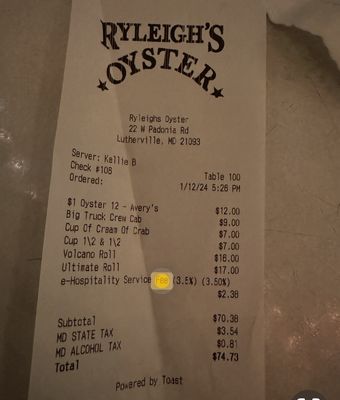 RYLEIGH'S
OYSTER
Ryleighs Oyster
22 W Padonia Rd
Lutherville, MD 21093
Server: Kellie B
Check #108
Table 100
Ordered:
1/12/24 5:26 PM
$1 Oyster 12 - Avery's $12.00
Big Truck Crew Cab $9.00
Cup Of Cream Of Crab $7.00
Cup 1\2 & 1\2 $7.00
Volcano Roll $16.00
Ultimate Roll $17.00
e-Hospitality Service Fee (3.5%) (3.50%)
$2.38
Subtotal $70.38
MD STATE TAX $3.54
MD ALCOHOL TAX $0.81
Total $74.73
Powered by Toast